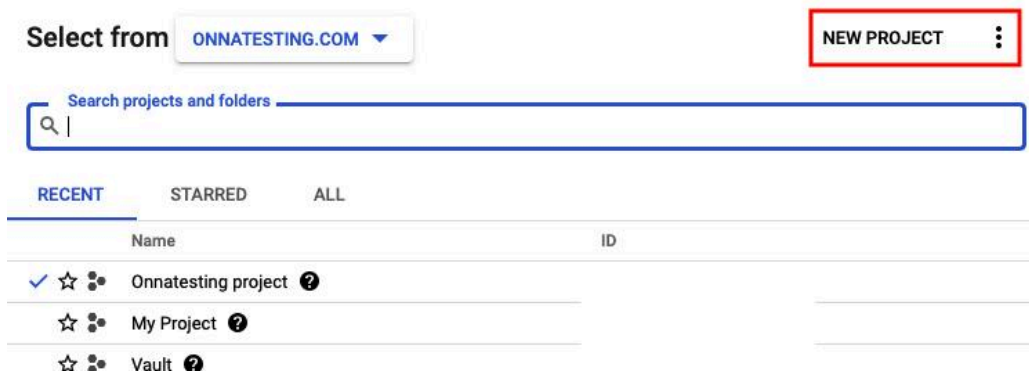 Select from ONNATESTING.COM NEW PROJECT
Search projects and folders
RECENT STARRED ALL
Name ID
Onnatesting project
My Project
Vault